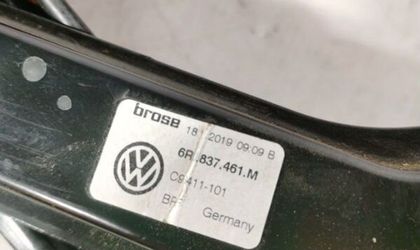 brose 18 2019 09:09 B
6R.837.461.M
C9411-101
Germany